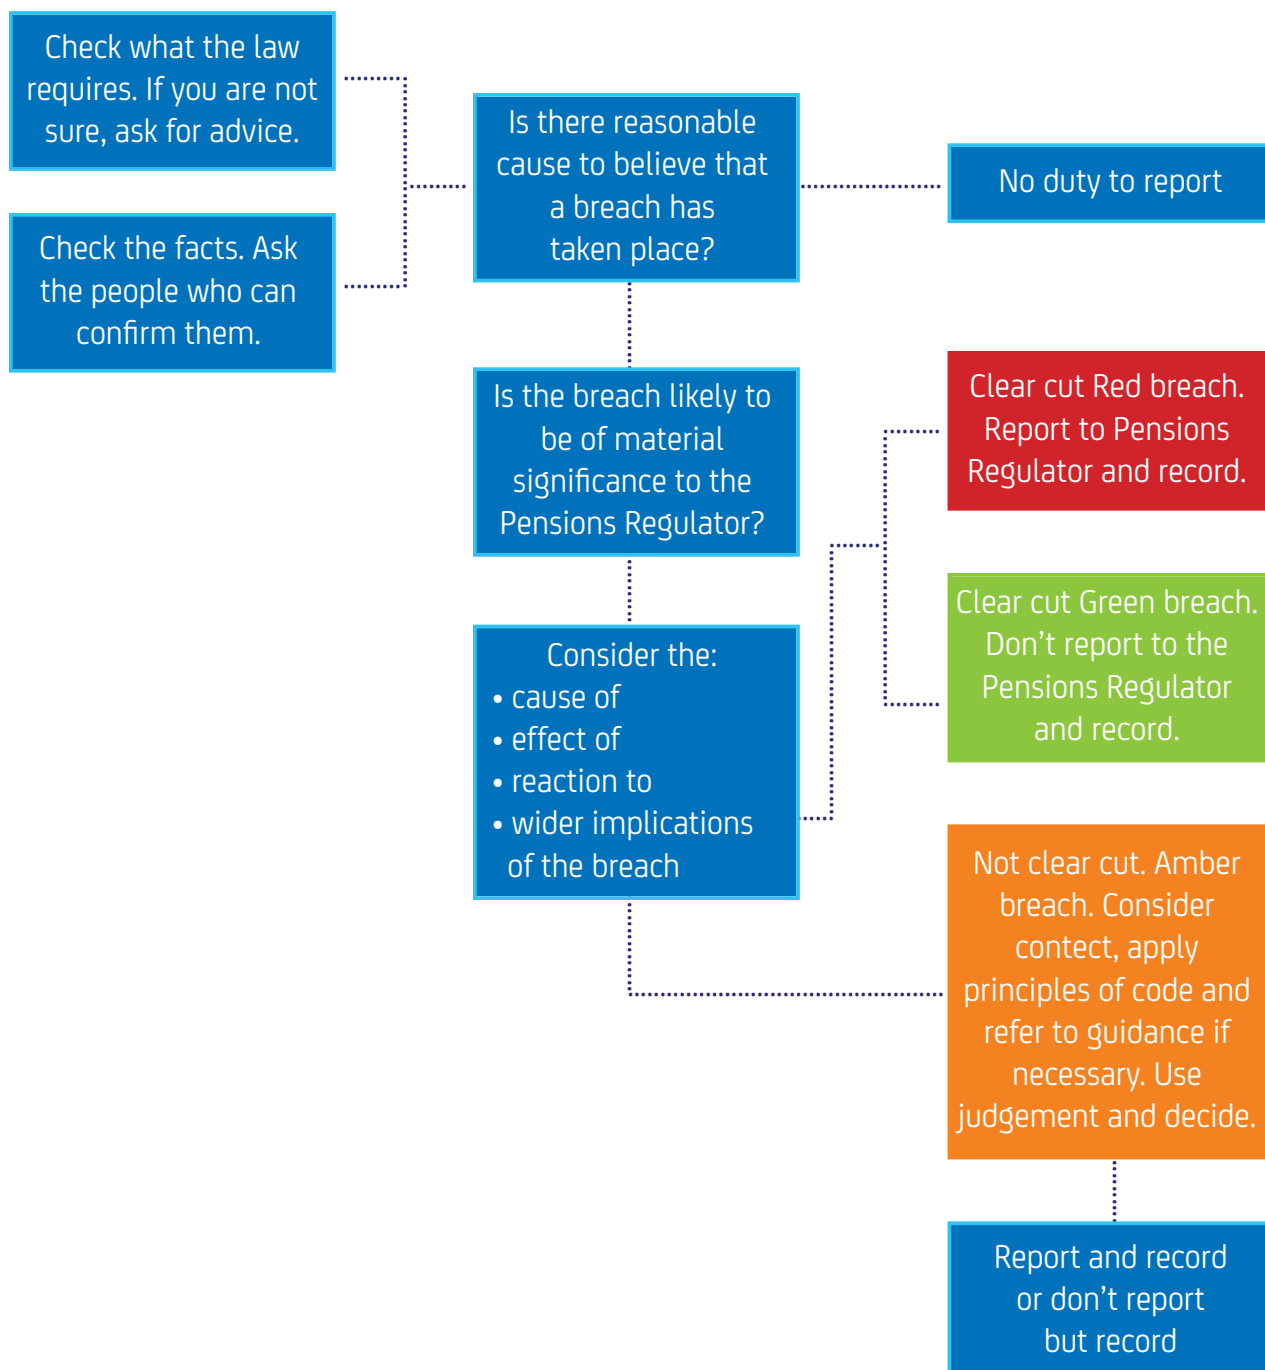 Check what the law
requires. If you are not
sure, ask for advice.
Check the facts. Ask
the people who can
confirm them.
Is there reasonable
cause to believe that
a breach has
taken place?
No duty to report
Is the breach likely to
be of material
significance to the
Pensions Regulator?
Consider the:
• cause of
• effect of
• reaction to
• wider implications
of the breach
Clear cut Red breach.
Report to Pensions
Regulator and record.
Clear cut Green breach.
Don’t report to the
Pensions Regulator
and record.
Not clear cut. Amber
breach. Consider
contect, apply
principles of code and
refer to guidance if
necessary. Use
judgement and decide.
Report and record
or don’t report
but record